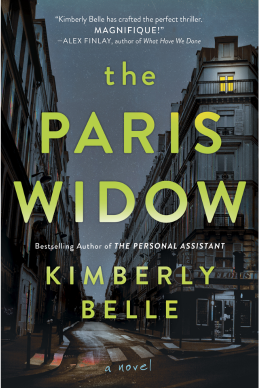 "Kimberly Belle has crafted the perfect thriller.
MAGNIFIQUE!"
—ALEX FINLAY, author of What Have We Done
the
PARIS
WIDOW
Bestselling Author of THE PERSONAL ASSISTANT
KIMBERLY
BELLE
a novel